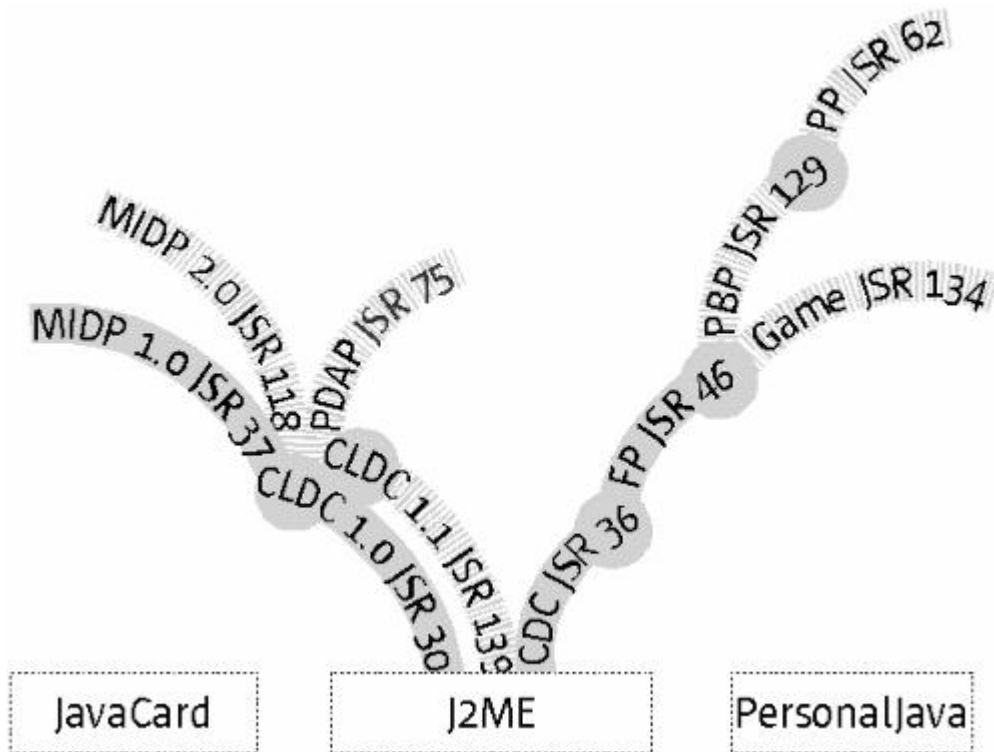 PP JSR 62
PBP JSR 129
MIDP 2.0 JSR 118
PDAP JSR 75
Game JSR 134
MIDP 1.0 JSR 37
FP JSR 46
CLDC 1.1 JSR 139
CLDC 1.0 JSR 30
CDC JSR 36
JavaCard
J2ME
PersonalJava